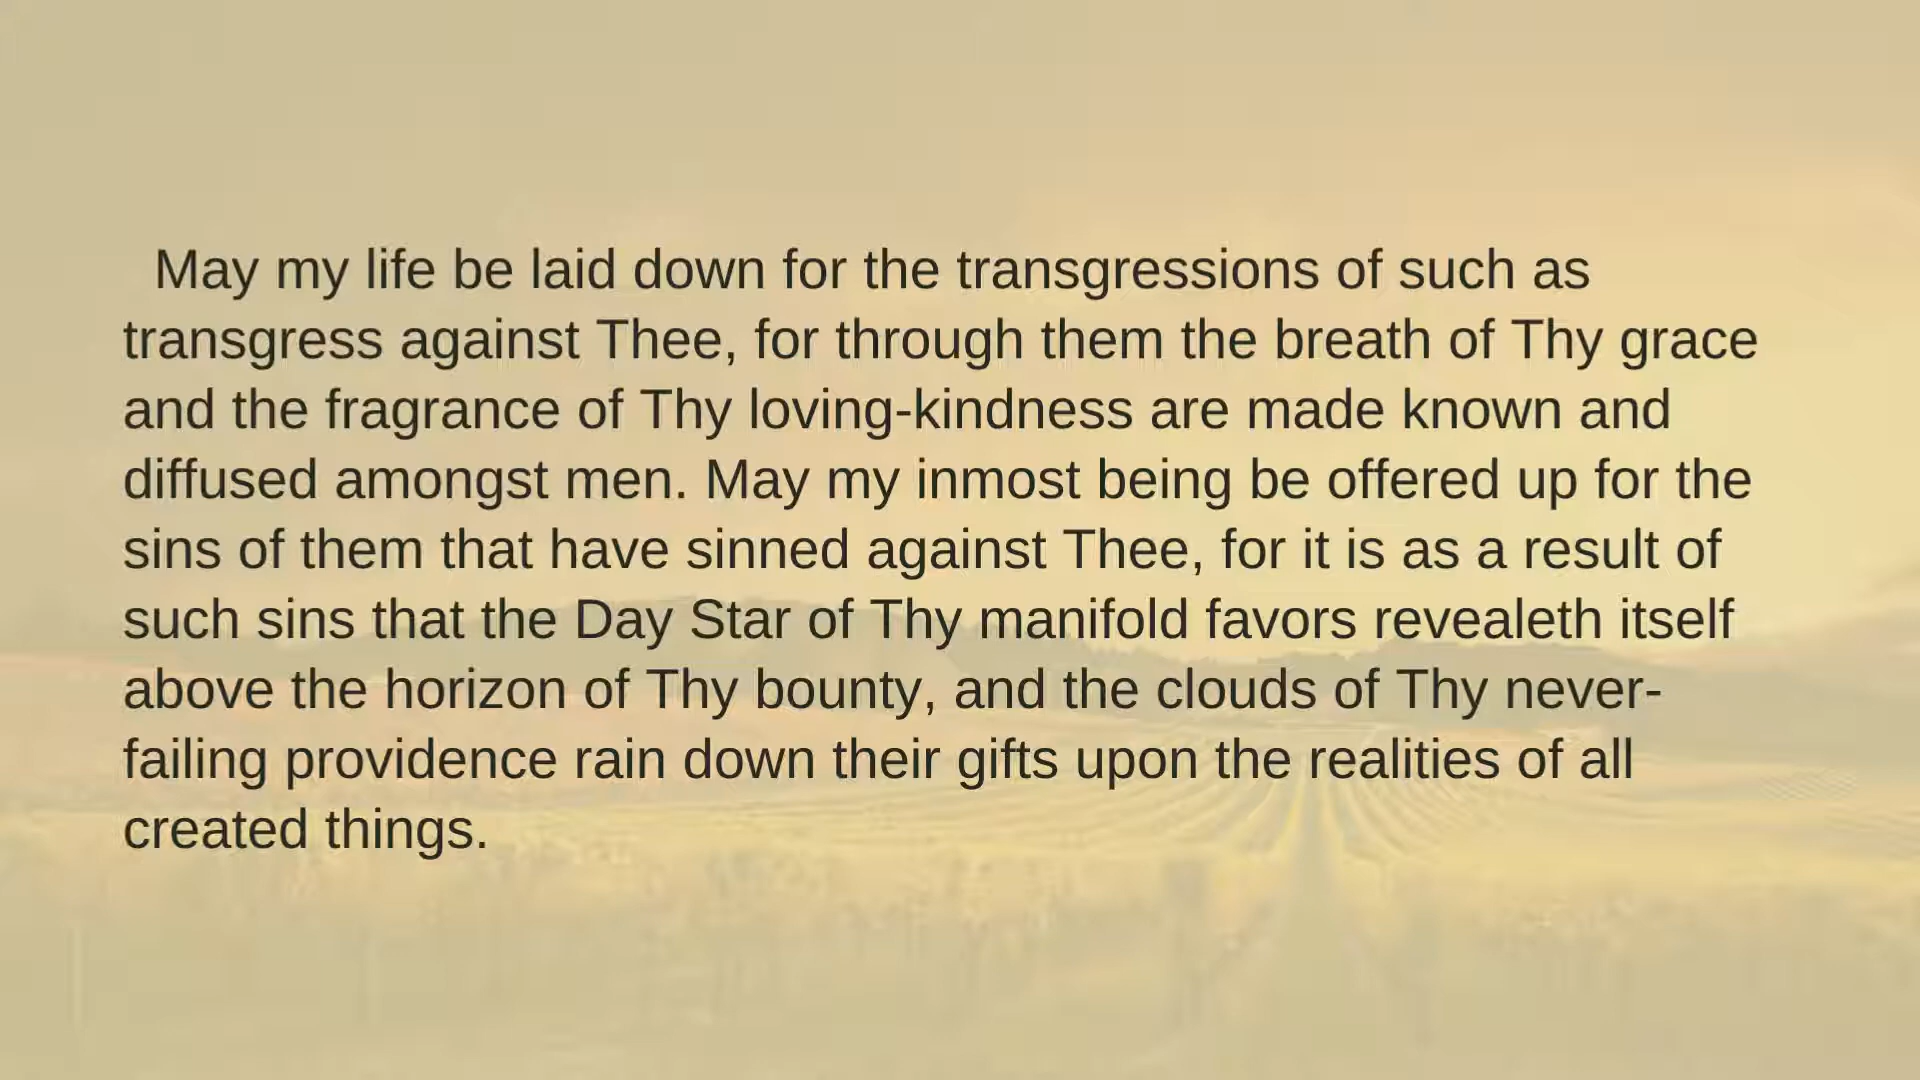 May my life be laid down for the transgressions of such as
transgress against Thee, for through them the breath of Thy grace
and the fragrance of Thy loving-kindness are made known and
diffused amongst men. May my inmost being be offered up for the
sins of them that have sinned against Thee, for it is as a result of
such sins that the Day Star of Thy manifold favors revealeth itself
above the horizon of Thy bounty, and the clouds of Thy never-
failing providence rain down their gifts upon the realities of all
created things.